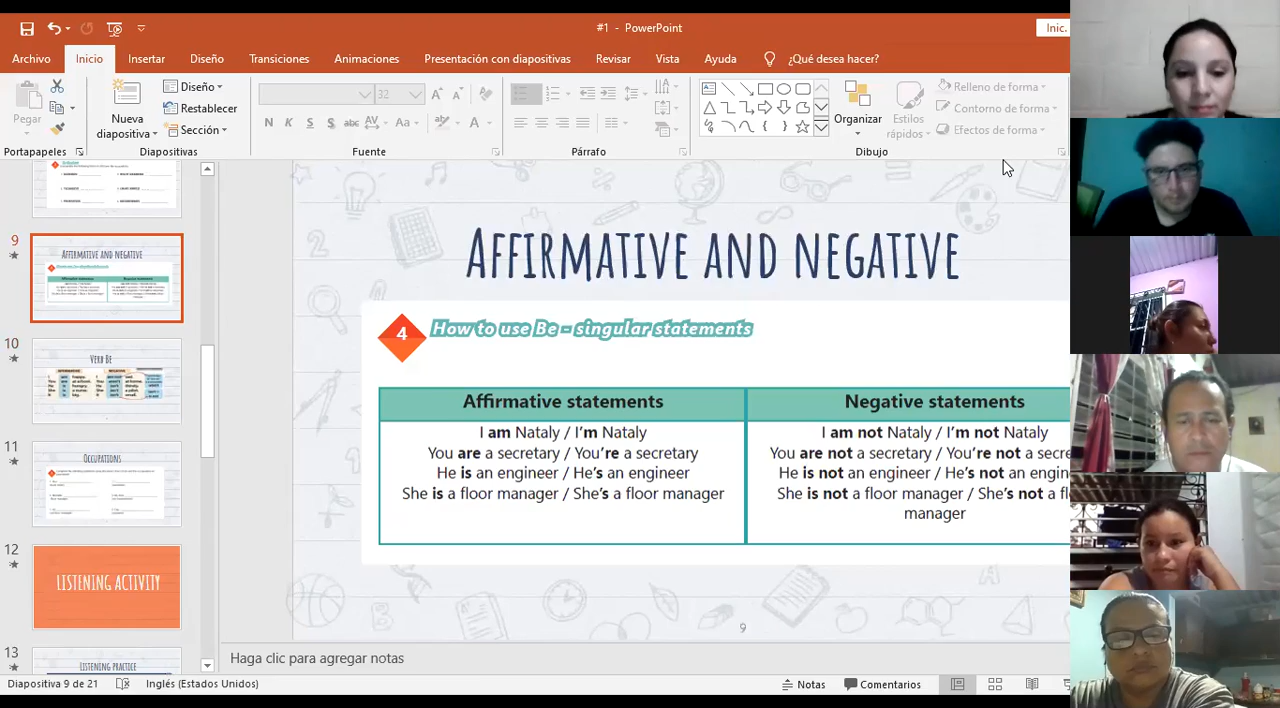 #1 - PowerPoint
Inic.
Archivo Inicio Insertar Diseño Transiciones Animaciones Presentación con diapositivas Revisar Vista Ayuda ¿Qué desea hacer?
Pegar
Nueva diapositiva
Diseño
Restablecer
Sección
32
N K S S abc AV Aa A
Organizar
Estilos rápidos
Relleno de forma
Contorno de forma
Efectos de forma
Portapapeles Diapositivas Fuente Párrafo Dibujo
9
AFFIRMATIVE AND NEGATIVE
10
VERB BE
11
OCCUPATIONS
12
LISTENING ACTIVITY
13
LISTENING PRACTICE
AFFIRMATIVE AND NEGATIVE
4 How to use Be - singular statements
Affirmative statements
I am Nataly / I'm Nataly
You are a secretary / You're a secretary
He is an engineer / He's an engineer
She is a floor manager / She's a floor manager
Negative statements
I am not Nataly / I'm not Nataly
You are not a secretary / You're not a secre
He is not an engineer / He's not an engin
She is not a floor manager / She's not a fl
manager
9
Haga clic para agregar notas
Diapositiva 9 de 21 Inglés (Estados Unidos) Notas Comentarios